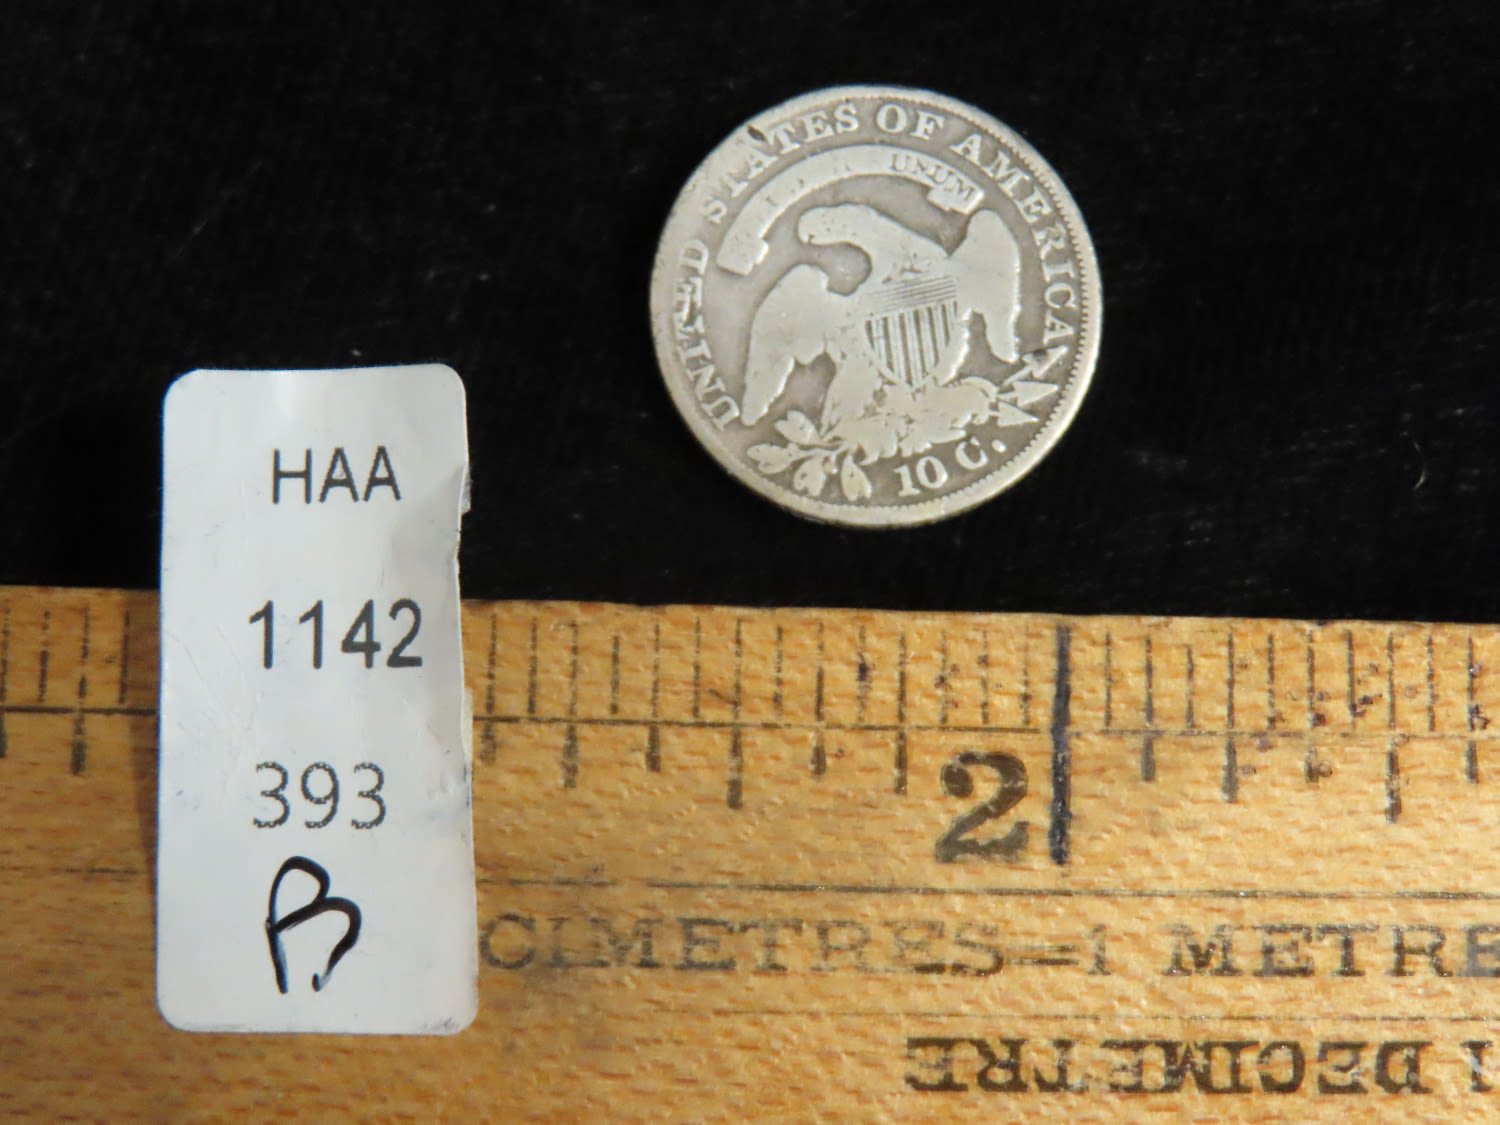 UNITED STATES OF AMERICA
UNUM
10 C.
HAA
1142
393
B
2
CIMETRES=1 METRE
1 DECIMETRE